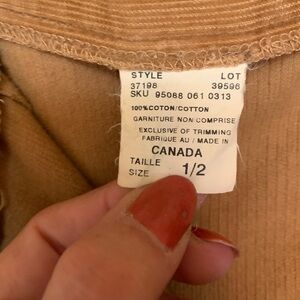 STYLE LOT
37198 39596
SKU 95088 061 0313
100% COTON/COTTON
GARNITURE NON COMPRISE
EXCLUSIVE OF TRIMMING
FABRIQUE AU / MADE IN
CANADA
TAILLE
SIZE 1/2